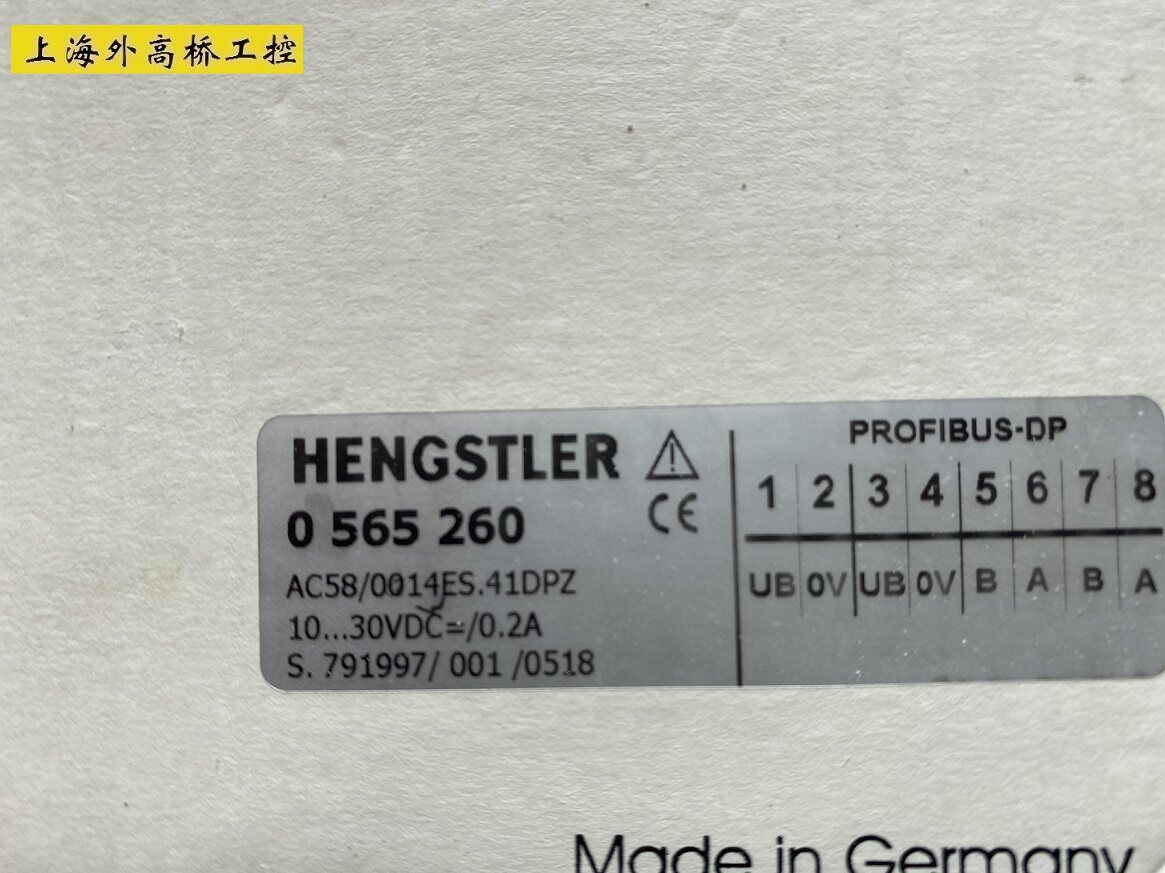 上海外高桥工控
HENGSTLER
0 565 260
AC58/0014ES.41DPZ
10...30VDC=/0.2A
S. 791997/ 001 /0518
CE
PROFIBUS-DP
1 2 3 4 5 6 7 8
UB 0V UB 0V B A B A
Made in Germany